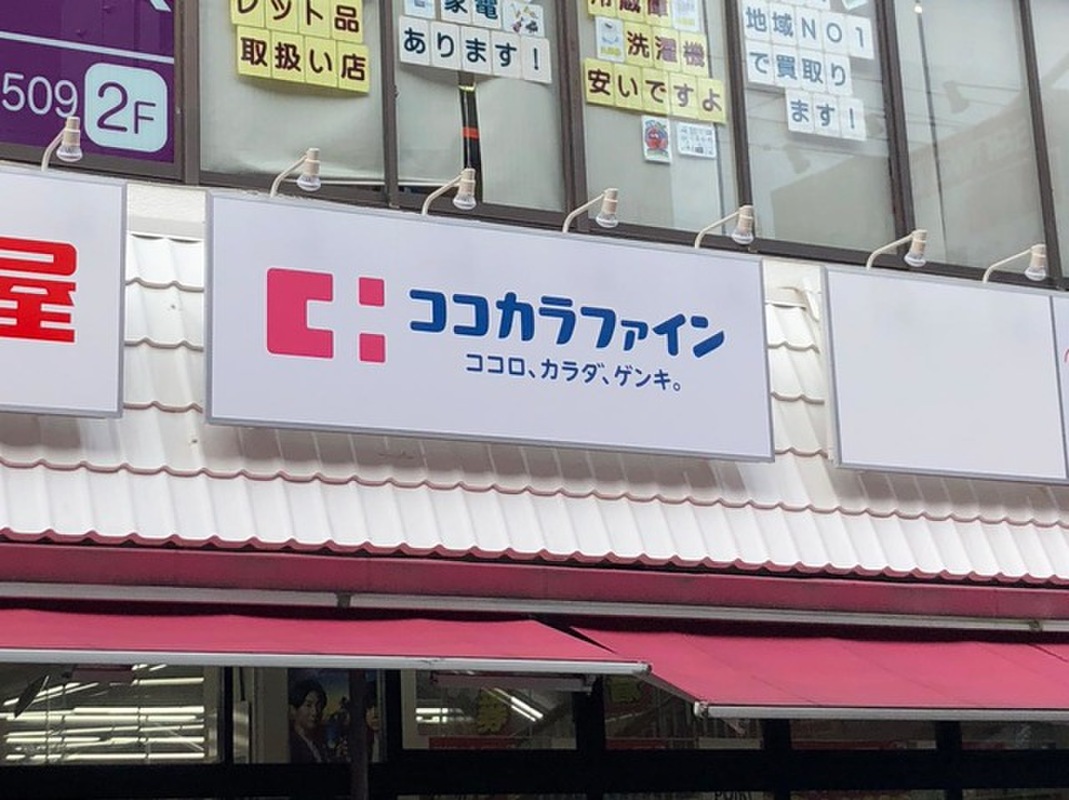 レット品
取扱い店
家電
あります!
冷蔵庫
洗濯機
安いですよ
地域NO1
で買取り
ます!
509
2F
屋
ココカラファイン
ココロ、カラダ、ゲンキ。